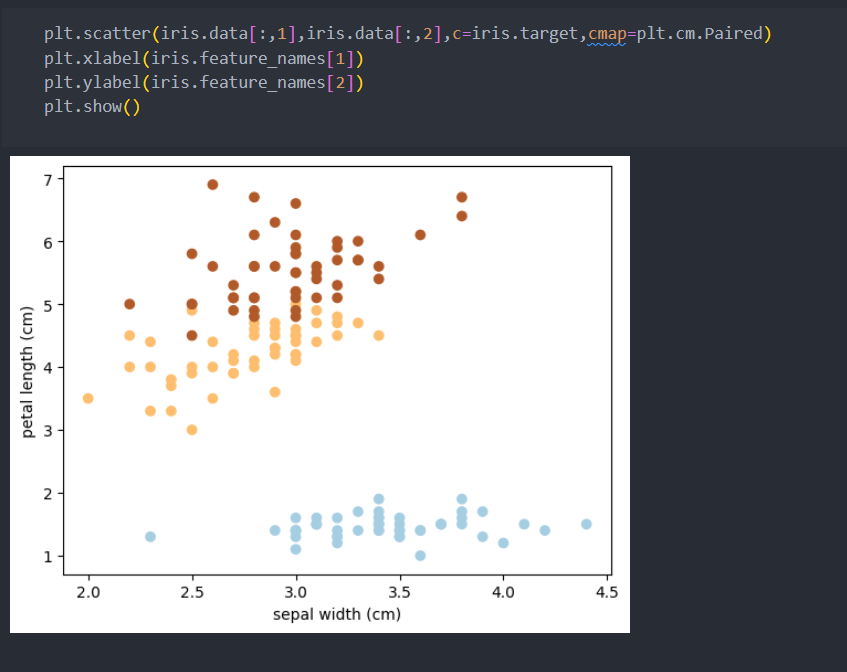 plt.scatter(iris.data[:,1],iris.data[:,2],c=iris.target,cmap=plt.cm.Paired)
plt.xlabel(iris.feature_names[1])
plt.ylabel(iris.feature_names[2])
plt.show()
7
6
5
4
3
2
1
petal length (cm)
2.0 2.5 3.0 3.5 4.0 4.5
sepal width (cm)